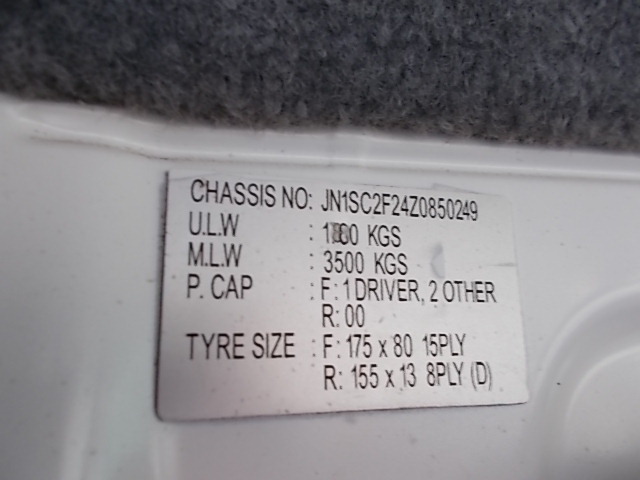 CHASSIS NO: JN1SC2F24Z0850249
U.L.W : KGS
M.L.W : 3500 KGS
P. CAP : F: 1 DRIVER, 2 OTHER
R: 00
TYRE SIZE : F: 175 x 80 15PLY
R: 155 x 13 8PLY (D)